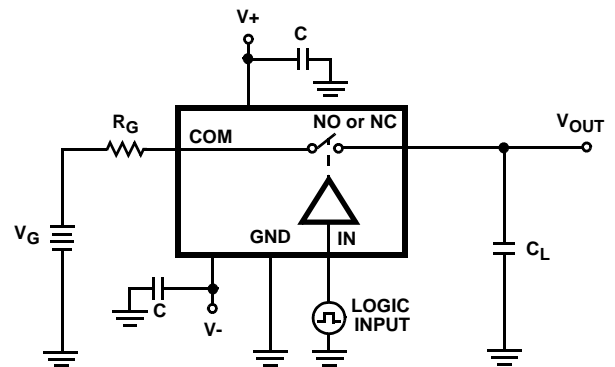 V+
C
RG
COM
NO or NC
VOUT
VG
GND
IN
CL
C
V-
LOGIC
INPUT